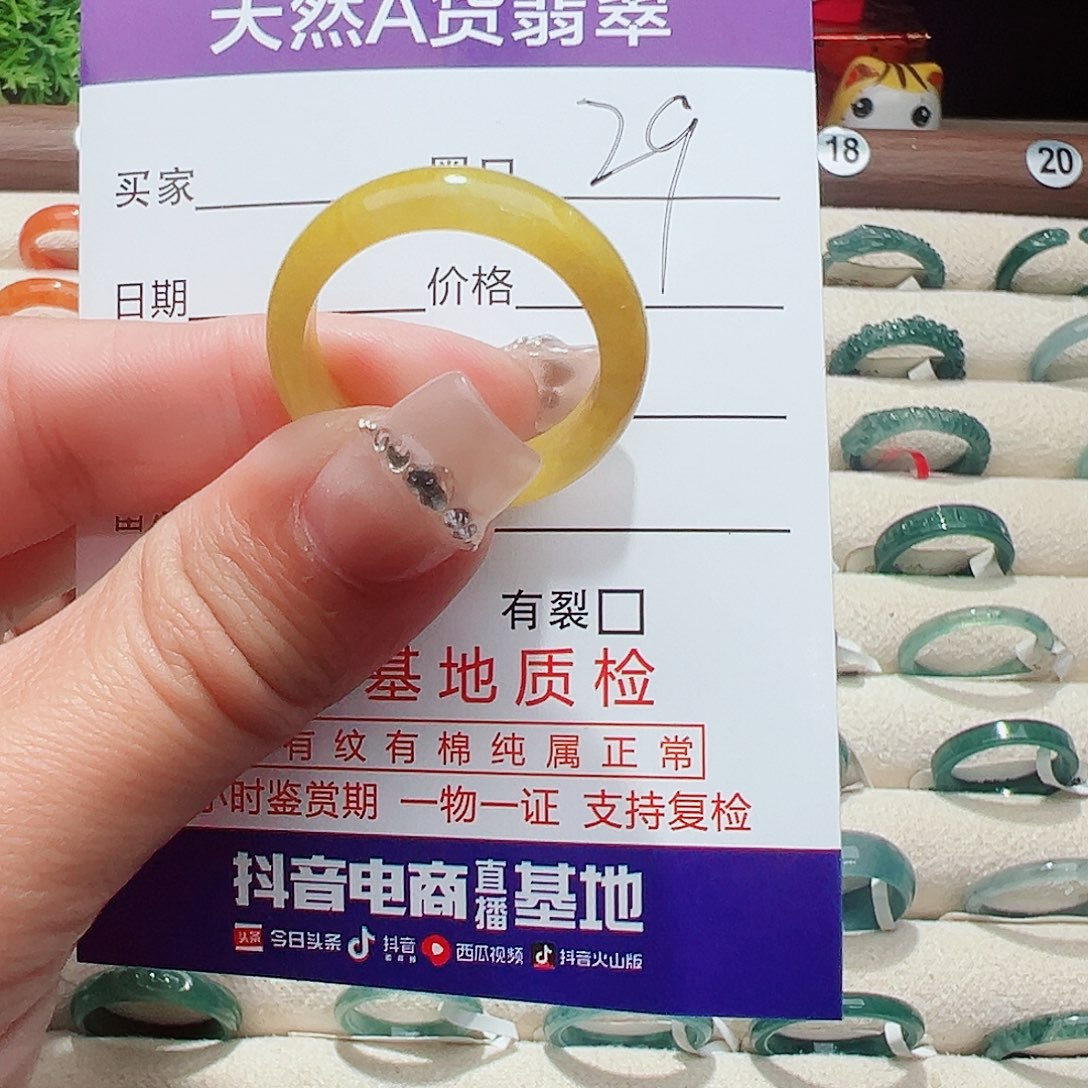 天然A货翡翠
29
买家
日期
价格
有裂
基地质检
有纹有棉纯属正常
小时鉴赏期 一物一证 支持复检
抖音电商直播基地
头条 今日头条 抖音 西瓜视频 抖音火山版
18
20